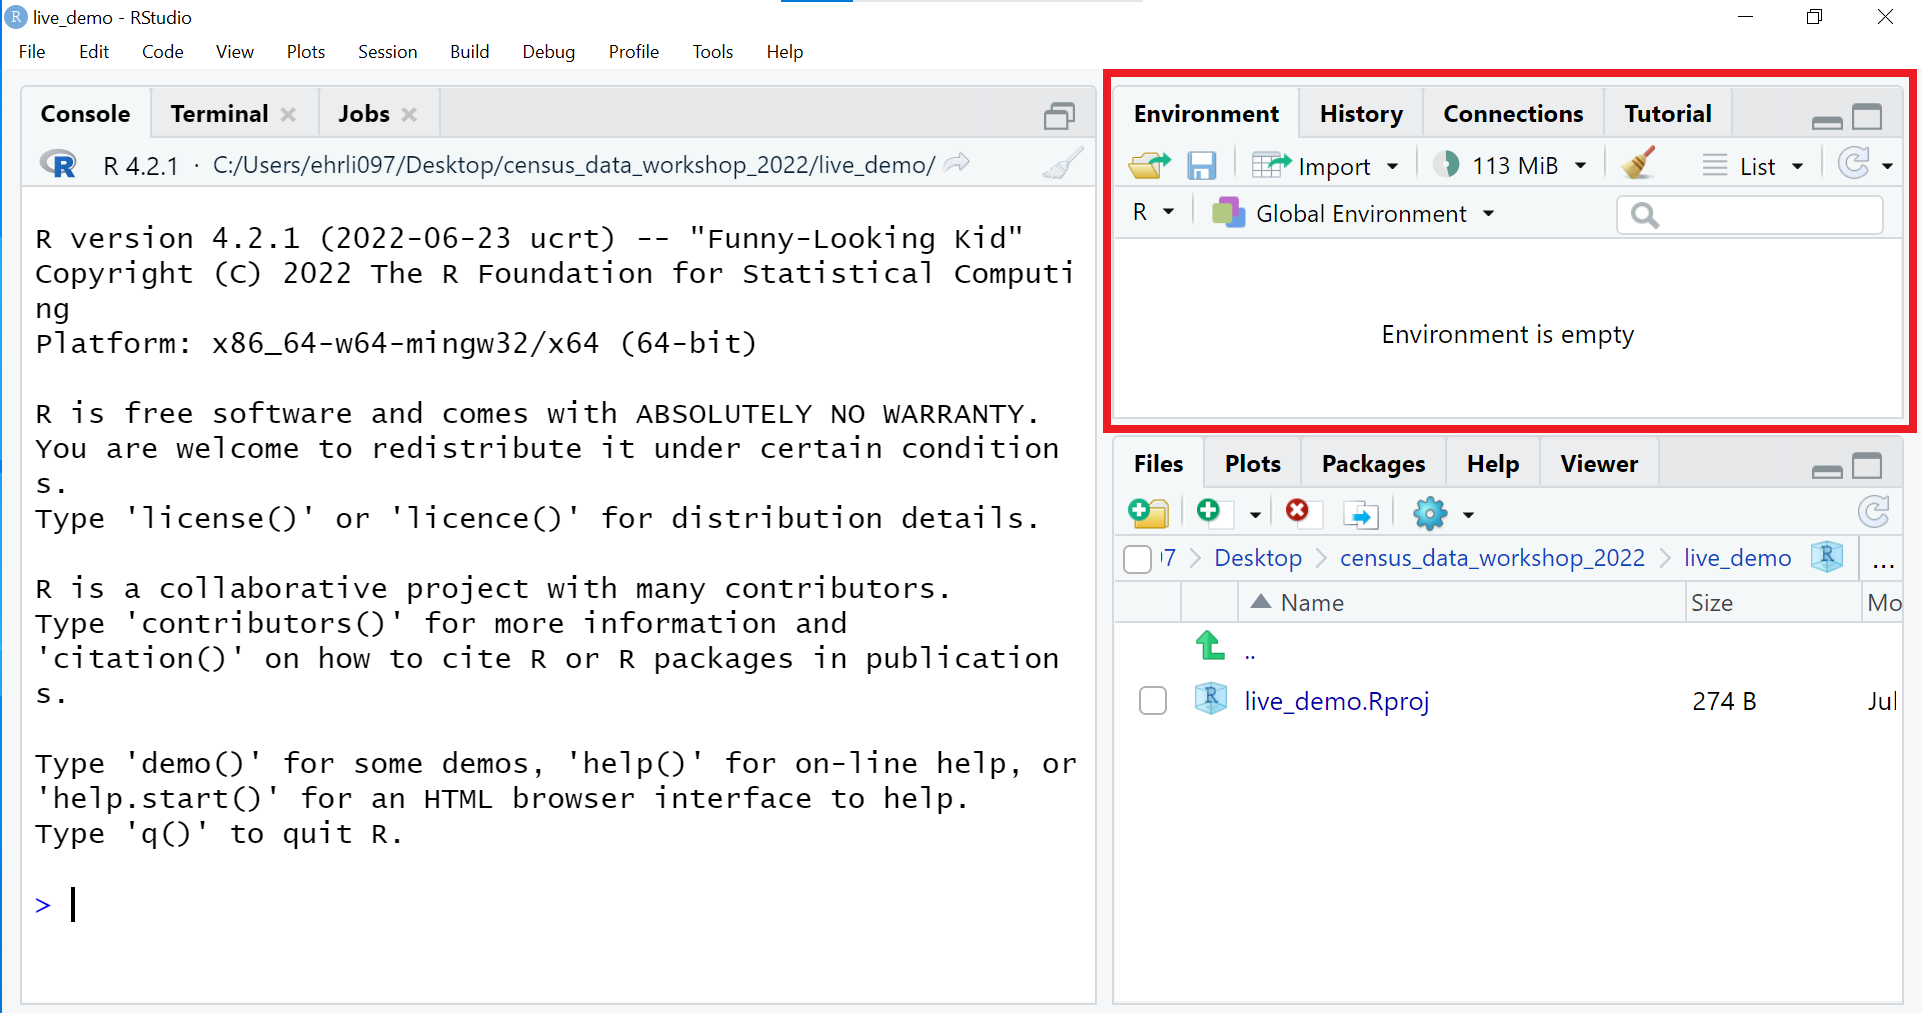 live_demo - RStudio
File Edit Code View Plots Session Build Debug Profile Tools Help
Console Terminal Jobs
R 4.2.1 · C:/Users/ehrli097/Desktop/census_data_workshop_2022/live_demo/
R version 4.2.1 (2022-06-23 ucrt) -- "Funny-Looking Kid"
Copyright (C) 2022 The R Foundation for Statistical Computi
ng
Platform: x86_64-w64-mingw32/x64 (64-bit)
R is free software and comes with ABSOLUTELY NO WARRANTY.
You are welcome to redistribute it under certain condition
s.
Type 'license()' or 'licence()' for distribution details.
R is a collaborative project with many contributors.
Type 'contributors()' for more information and
'citation()' on how to cite R or R packages in publication
s.
Type 'demo()' for some demos, 'help()' for on-line help, or
'help.start()' for an HTML browser interface to help.
Type 'q()' to quit R.
>
Environment History Connections Tutorial
Import 113 MiB List
R Global Environment
Environment is empty
Files Plots Packages Help Viewer
97 Desktop census_data_workshop_2022 live_demo ...
Name Size Mo
..
live_demo.Rproj 274 B Jul